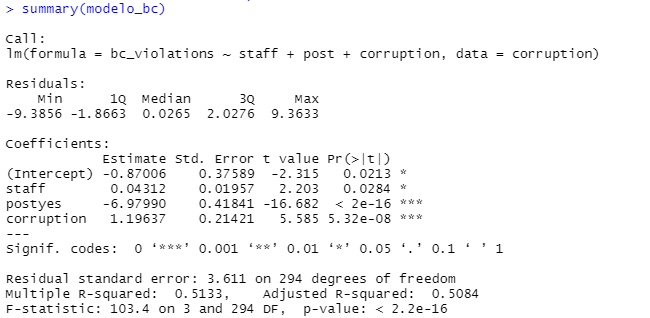 > summary(modelo_bc)
Call:
lm(formula = bc_violations ~ staff + post + corruption, data = corruption)
Residuals:
Min 1Q Median 3Q Max
-9.3856 -1.8663 0.0265 2.0276 9.3633
Coefficients:
Estimate Std. Error t value Pr(>|t|)
(Intercept) -0.87006 0.37589 -2.315 0.0213 *
staff 0.04312 0.01957 2.203 0.0284 *
postyes -6.97990 0.41841 -16.682 < 2e-16 ***
corruption 1.19637 0.21421 5.585 5.32e-08 ***
---
Signif. codes: 0 ‘***’ 0.001 ‘**’ 0.01 ‘*’ 0.05 ‘.’ 0.1 ‘ ’ 1
Residual standard error: 3.611 on 294 degrees of freedom
Multiple R-squared: 0.5133, Adjusted R-squared: 0.5084
F-statistic: 103.4 on 3 and 294 DF, p-value: < 2.2e-16